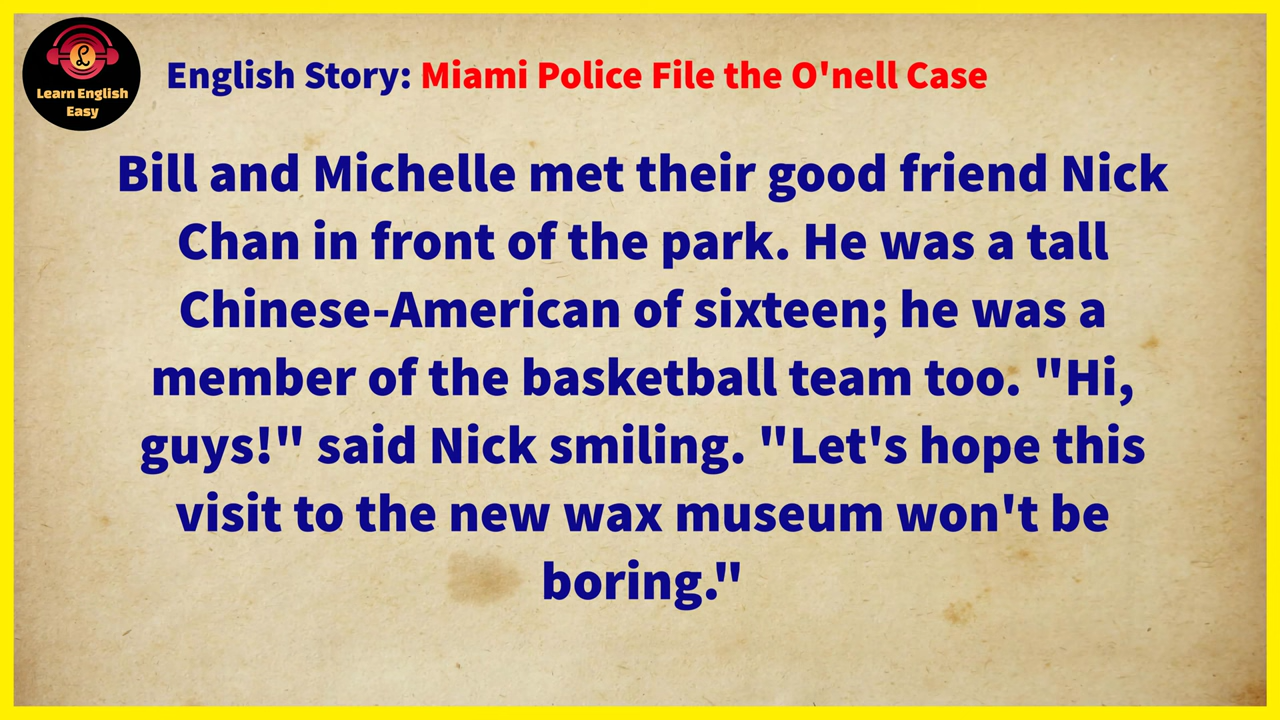 Learn English
Easy
English Story: Miami Police File the O'nell Case
Bill and Michelle met their good friend Nick
Chan in front of the park. He was a tall
Chinese-American of sixteen; he was a
member of the basketball team too. "Hi,
guys!" said Nick smiling. "Let's hope this
visit to the new wax museum won't be
boring."